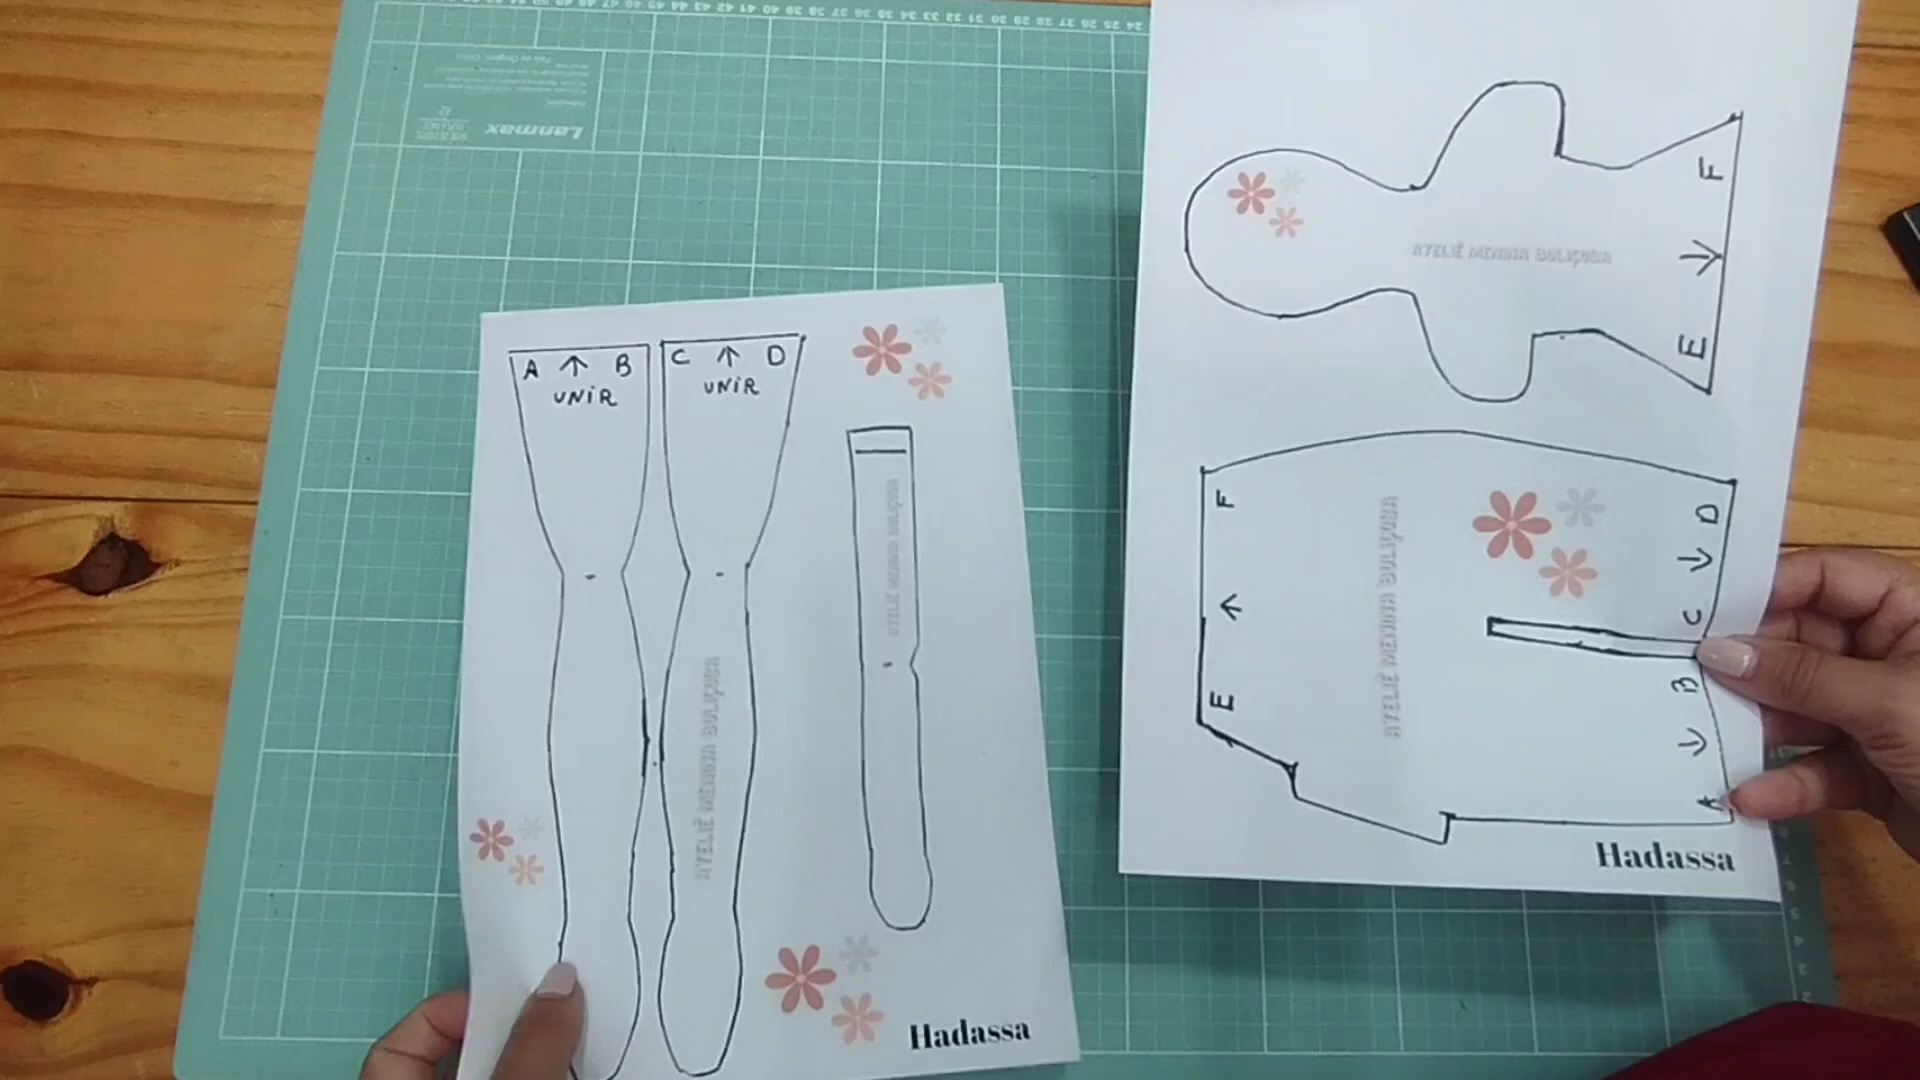 Lanmax
A ↑ B
UNIR
C ↑ D
UNIR
ATELIÊ MENINA BULIÇOSA
ATELIÊ MENINA BULIÇOSA
Hadassa
ATELIÊ MENINA BULIÇOSA
F
E
F
E
ATELIÊ MENINA BULIÇOSA
D
C
B
A
Hadassa